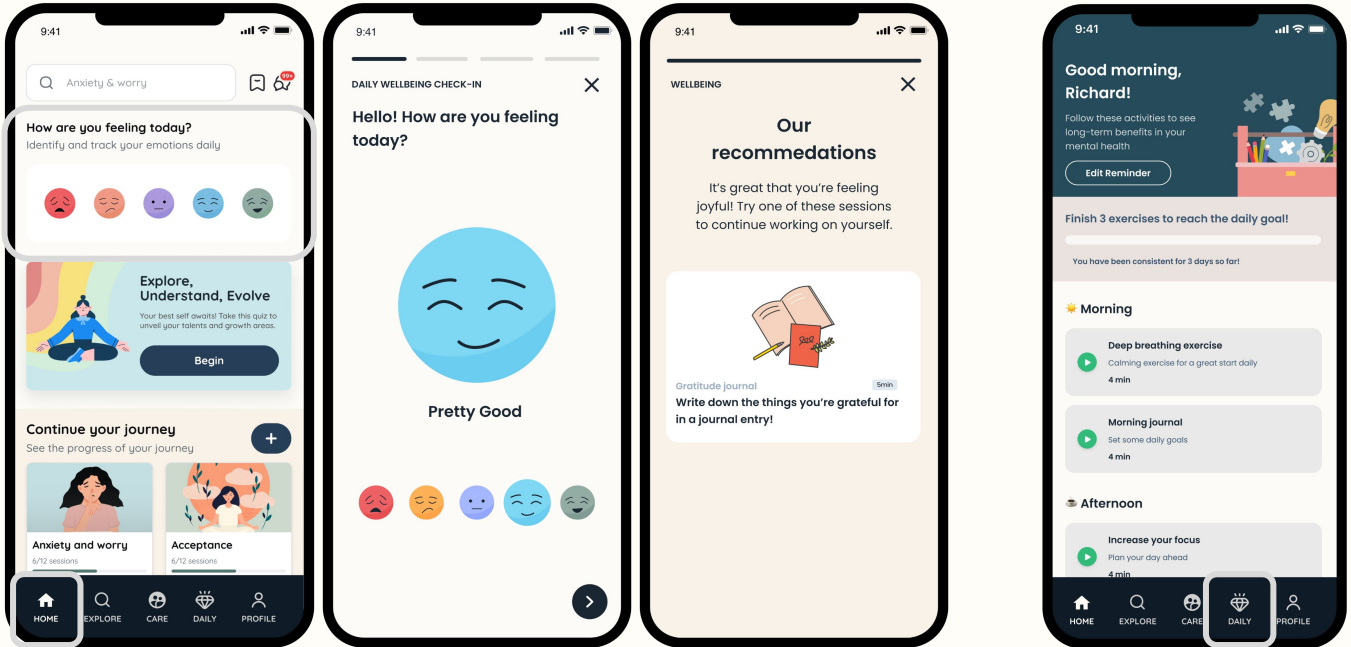 9:41
Anxiety & worry
99+
How are you feeling today?
Identify and track your emotions daily
Explore,
Understand, Evolve
Your best self awaits! Take this quiz to
unveil your talents and growth areas.
Begin
Continue your journey
See the progress of your journey
+
Anxiety and worry
6/12 sessions
Acceptance
6/12 sessions
HOME
EXPLORE
CARE
DAILY
PROFILE
9:41
DAILY WELLBEING CHECK-IN
Hello! How are you feeling
today?
Pretty Good
9:41
WELLBEING
Our
recommedations
It's great that you're feeling
joyful! Try one of these sessions
to continue working on yourself.
Gratitude journal
5min
Write down the things you're grateful for
in a journal entry!
9:41
Good morning,
Richard!
Follow these activities to see
long-term benefits in your
mental health
Edit Reminder
Finish 3 exercises to reach the daily goal!
You have been consistent for 3 days so far!
Morning
Deep breathing exercise
Calming exercise for a great start daily
4 min
Morning journal
Set some daily goals
4 min
Afternoon
Increase your focus
Plan your day ahead
4 min
HOME
EXPLORE
CARE
DAILY
PROFILE